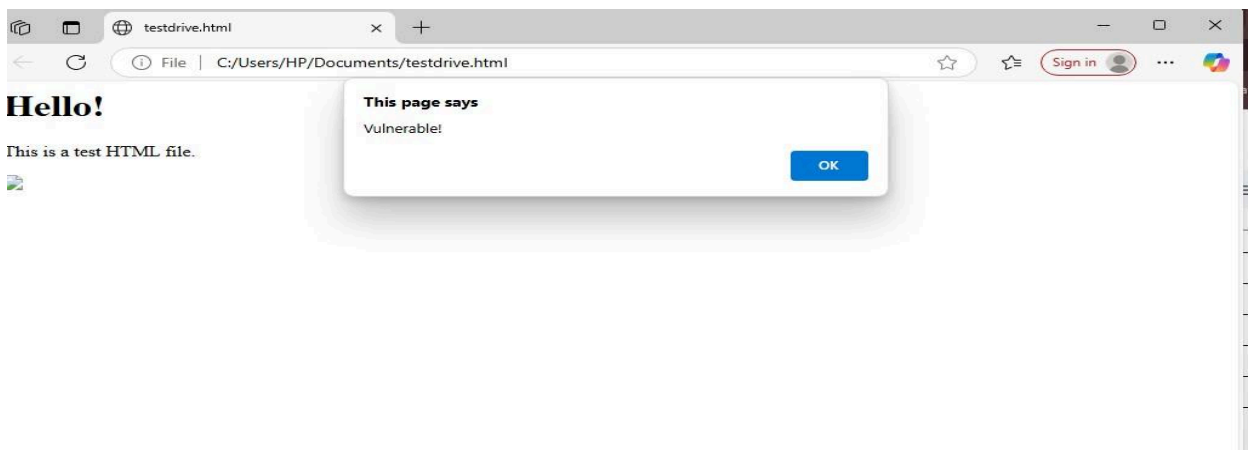 testdrive.html
File | C:/Users/HP/Documents/testdrive.html
Sign in
This page says
Vulnerable!
OK
Hello!
This is a test HTML file.